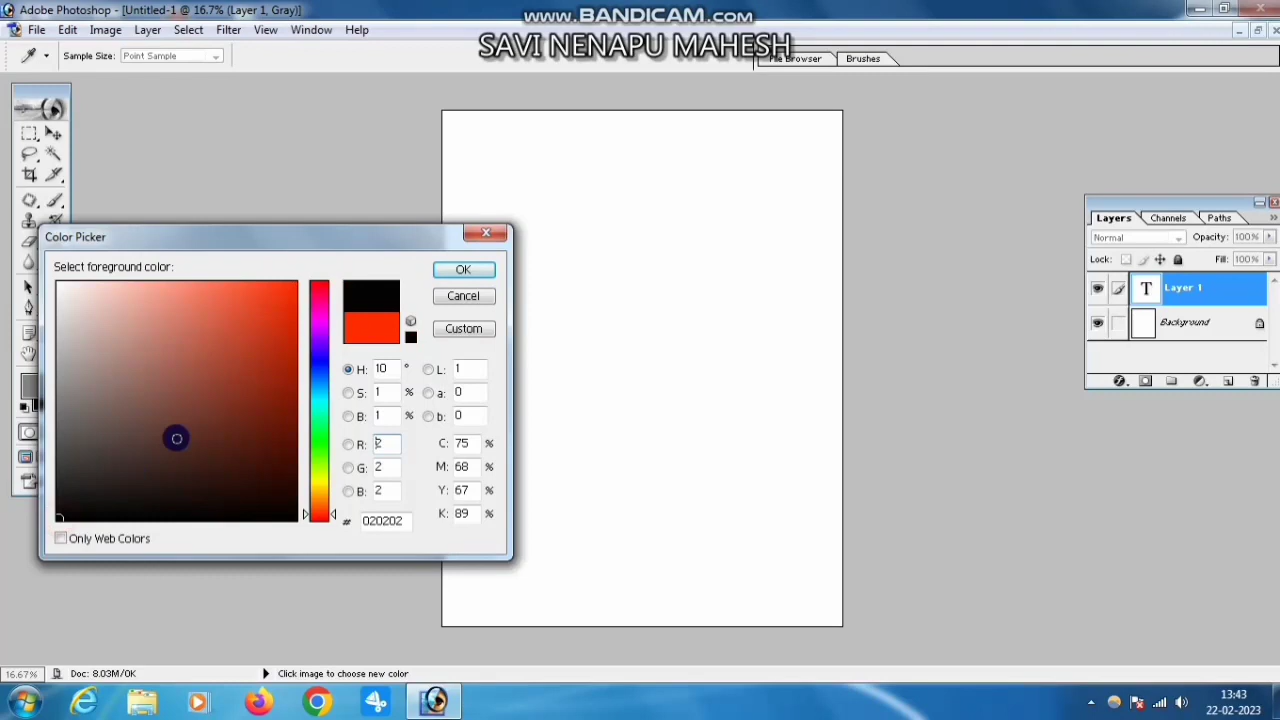 Adobe Photoshop - [Untitled-1 @ 16.7% (Layer 1, Gray)]
www.BANDICAM.com
File Edit Image Layer Select Filter View Window Help
SAVI NENAPU MAHESH
Sample Size: Point Sample
File Browser Brushes
Layers Channels Paths
Normal Opacity: 100%
Lock: Fill: 100%
T Layer 1
Background
Color Picker
Select foreground color:
OK
Cancel
Custom
H: 10 ° L: 1
S: 1 % a: 0
B: 1 % b: 0
R: 2 C: 75 %
G: 2 M: 68 %
B: 2 Y: 67 %
# 020202 K: 89 %
Only Web Colors
16.67% Doc: 8.03M/0K Click image to choose new color
13:43
22-02-2023